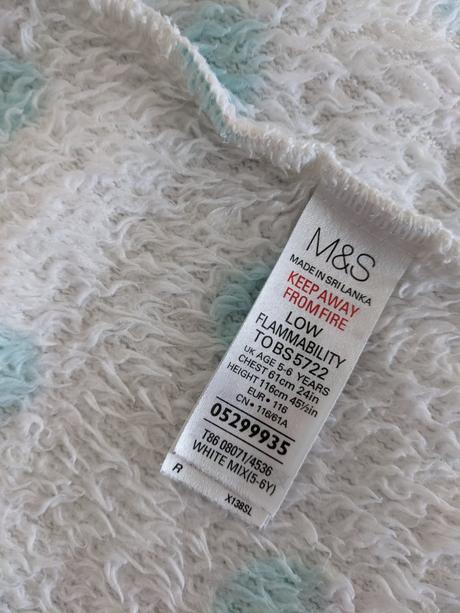 M&S
MADE IN SRI LANKA
KEEP AWAY
FROM FIRE
LOW
FLAMMABILITY
TO BS 5722
UK AGE 5-6 YEARS
CHEST 61cm 24in
HEIGHT 116cm 45½in
EUR • 116
CN • 116/61A
05299935
T86 08071/4536
WHITE MIX(5-6Y)
R
X138SL